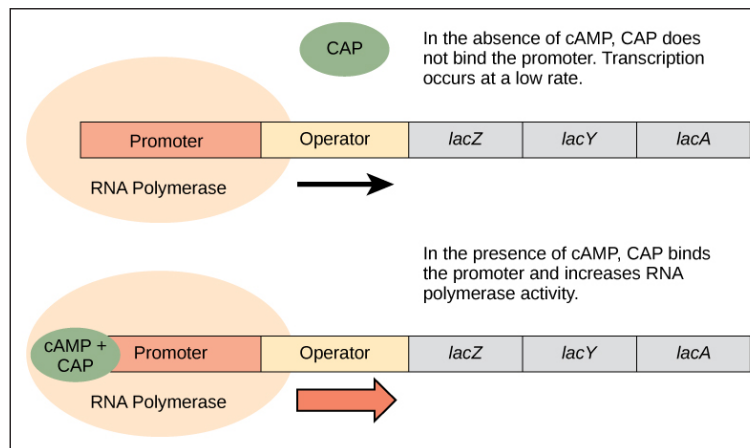 CAP
In the absence of cAMP, CAP does
not bind the promoter. Transcription
occurs at a low rate.
Promoter
Operator
lacZ
lacY
lacA
RNA Polymerase
In the presence of cAMP, CAP binds
the promoter and increases RNA
polymerase activity.
cAMP +
CAP
Promoter
Operator
lacZ
lacY
lacA
RNA Polymerase